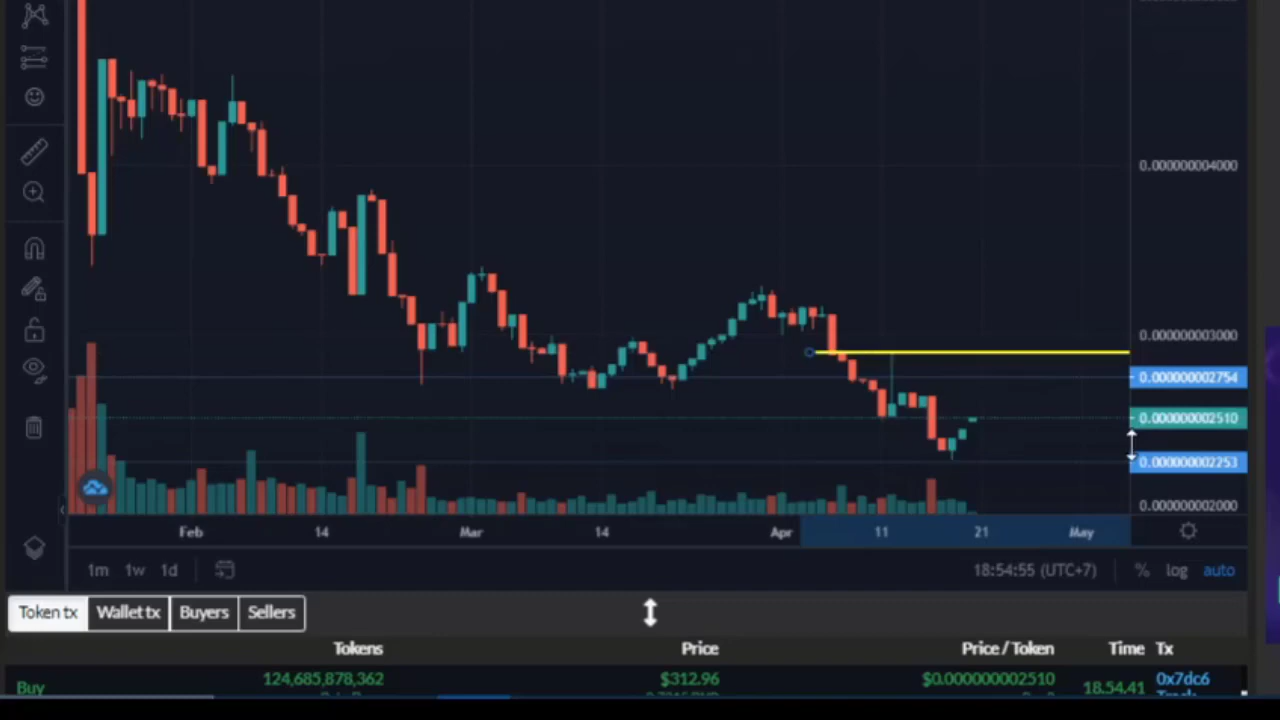 0.000000004000
0.000000003000
0.000000002754
0.000000002510
0.000000002253
0.000000002000
Feb 14 Mar 14 Apr 11 21 May
1m 1w 1d 18:54:55 (UTC+7) % log auto
Token tx Wallet tx Buyers Sellers
Tokens Price Price / Token Time Tx
Buy 124,685,878,362 $312.96 $0.000000002510 18.54.41 0x7dc6
Track